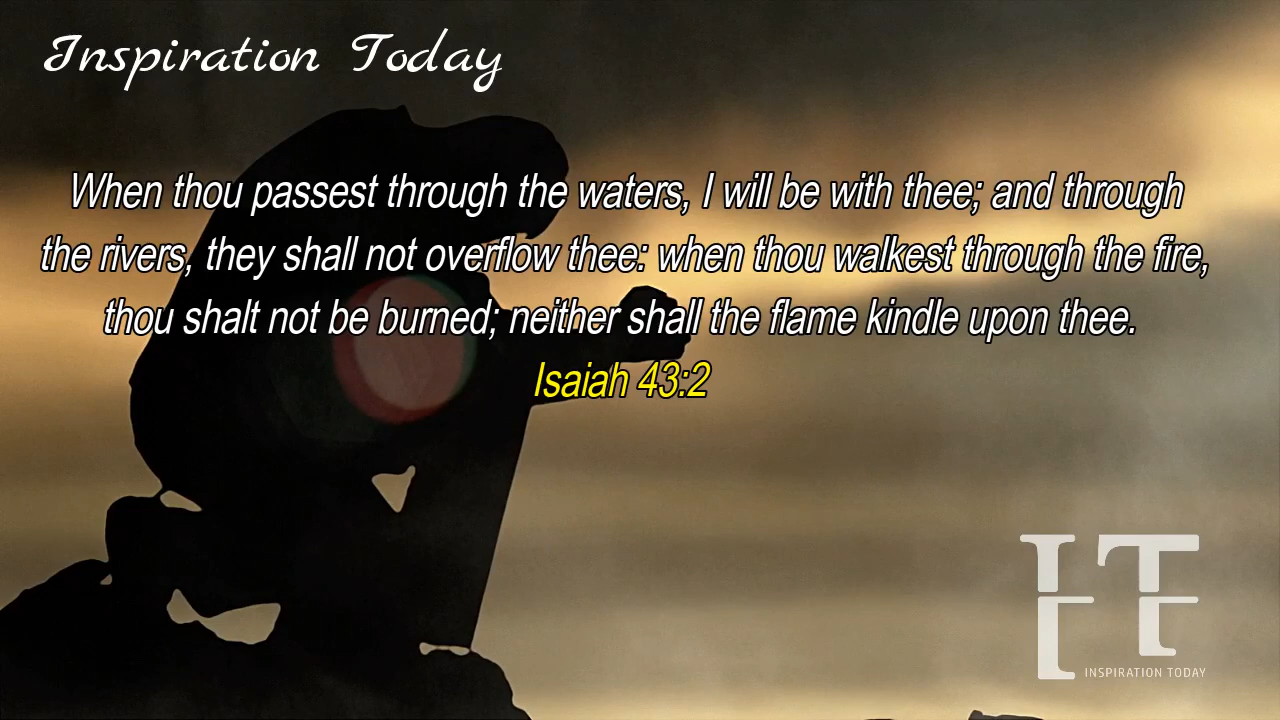 Inspiration Today
When thou passest through the waters, I will be with thee; and through
the rivers, they shall not overflow thee: when thou walkest through the fire,
thou shalt not be burned; neither shall the flame kindle upon thee.
Isaiah 43:2
IT
INSPIRATION TODAY